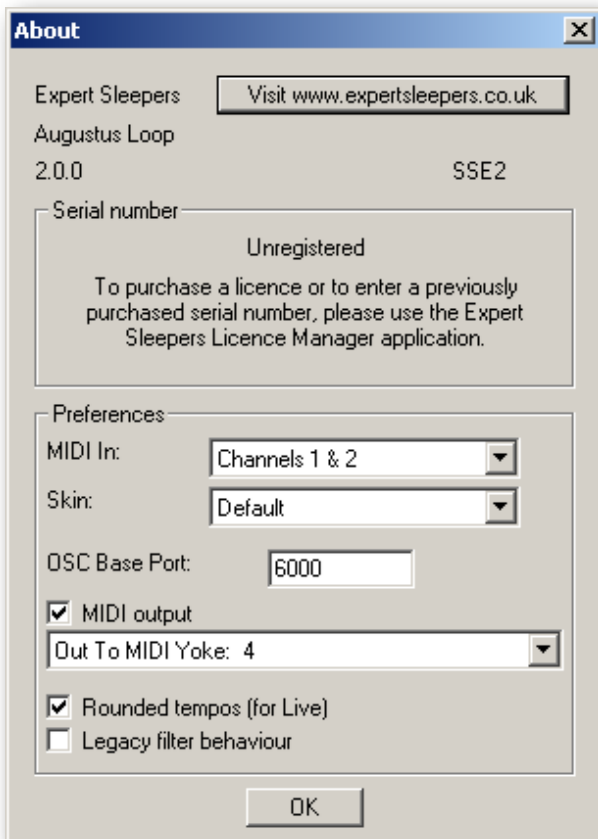 About
Expert Sleepers Visit www.expertsleepers.co.uk
Augustus Loop
2.0.0 SSE2
Serial number
Unregistered
To purchase a licence or to enter a previously
purchased serial number, please use the Expert
Sleepers Licence Manager application.
Preferences
MIDI In: Channels 1 & 2
Skin: Default
OSC Base Port: 6000
MIDI output
Out To MIDI Yoke: 4
Rounded tempos (for Live)
Legacy filter behaviour
OK